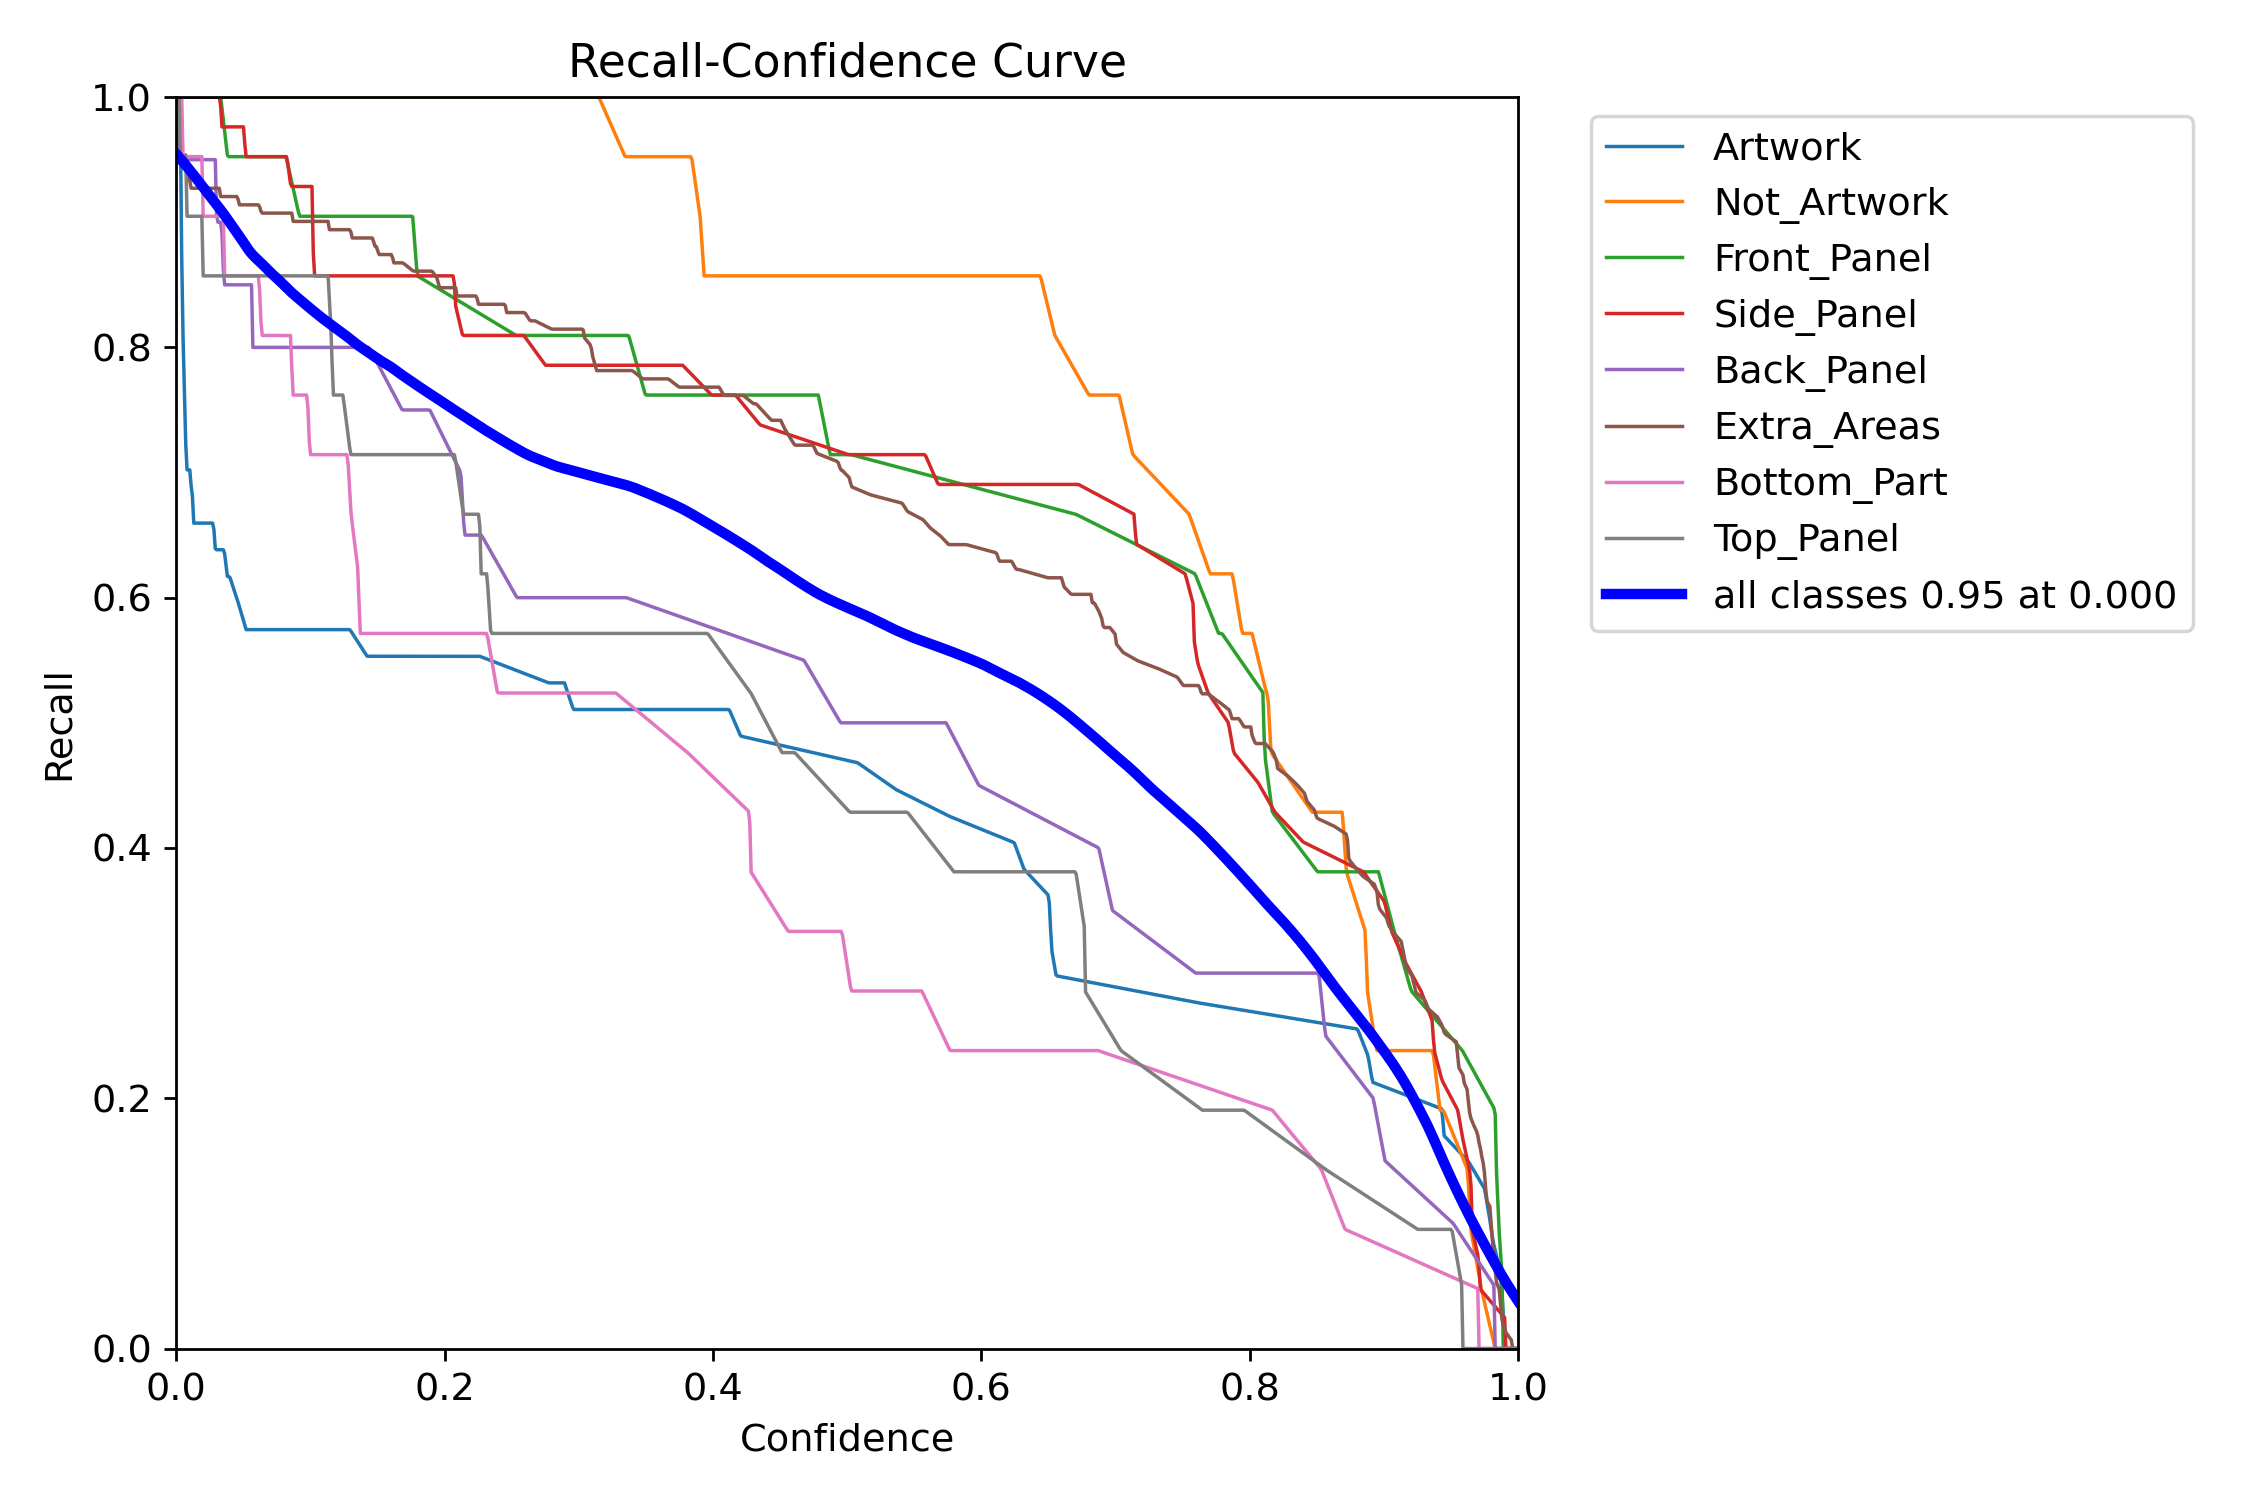 Recall-Confidence Curve
1.0
0.8
0.6
0.4
0.2
0.0
Recall
0.0 0.2 0.4 0.6 0.8 1.0
Confidence
Artwork
Not_Artwork
Front_Panel
Side_Panel
Back_Panel
Extra_Areas
Bottom_Part
Top_Panel
all classes 0.95 at 0.000